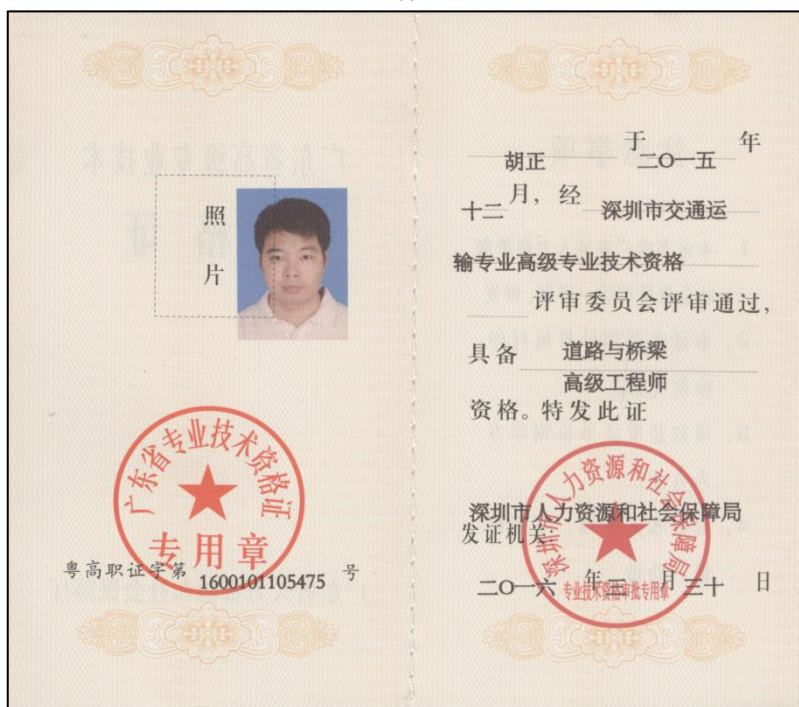 照
片
广东省专业技术资格证
专用章
粤高职证字第 1600101105475 号
胡正 于 二〇一五 年
十二 月，经 深圳市交通运
输专业高级专业技术资格
评审委员会评审通过，
具备 道路与桥梁
高级工程师
资格。特发此证
深圳市人力资源和社会保障局
深圳市人力资源和社会保障局
发证机关：
专业技术资格审批专用章
二〇一六 年 三 月 三十 日